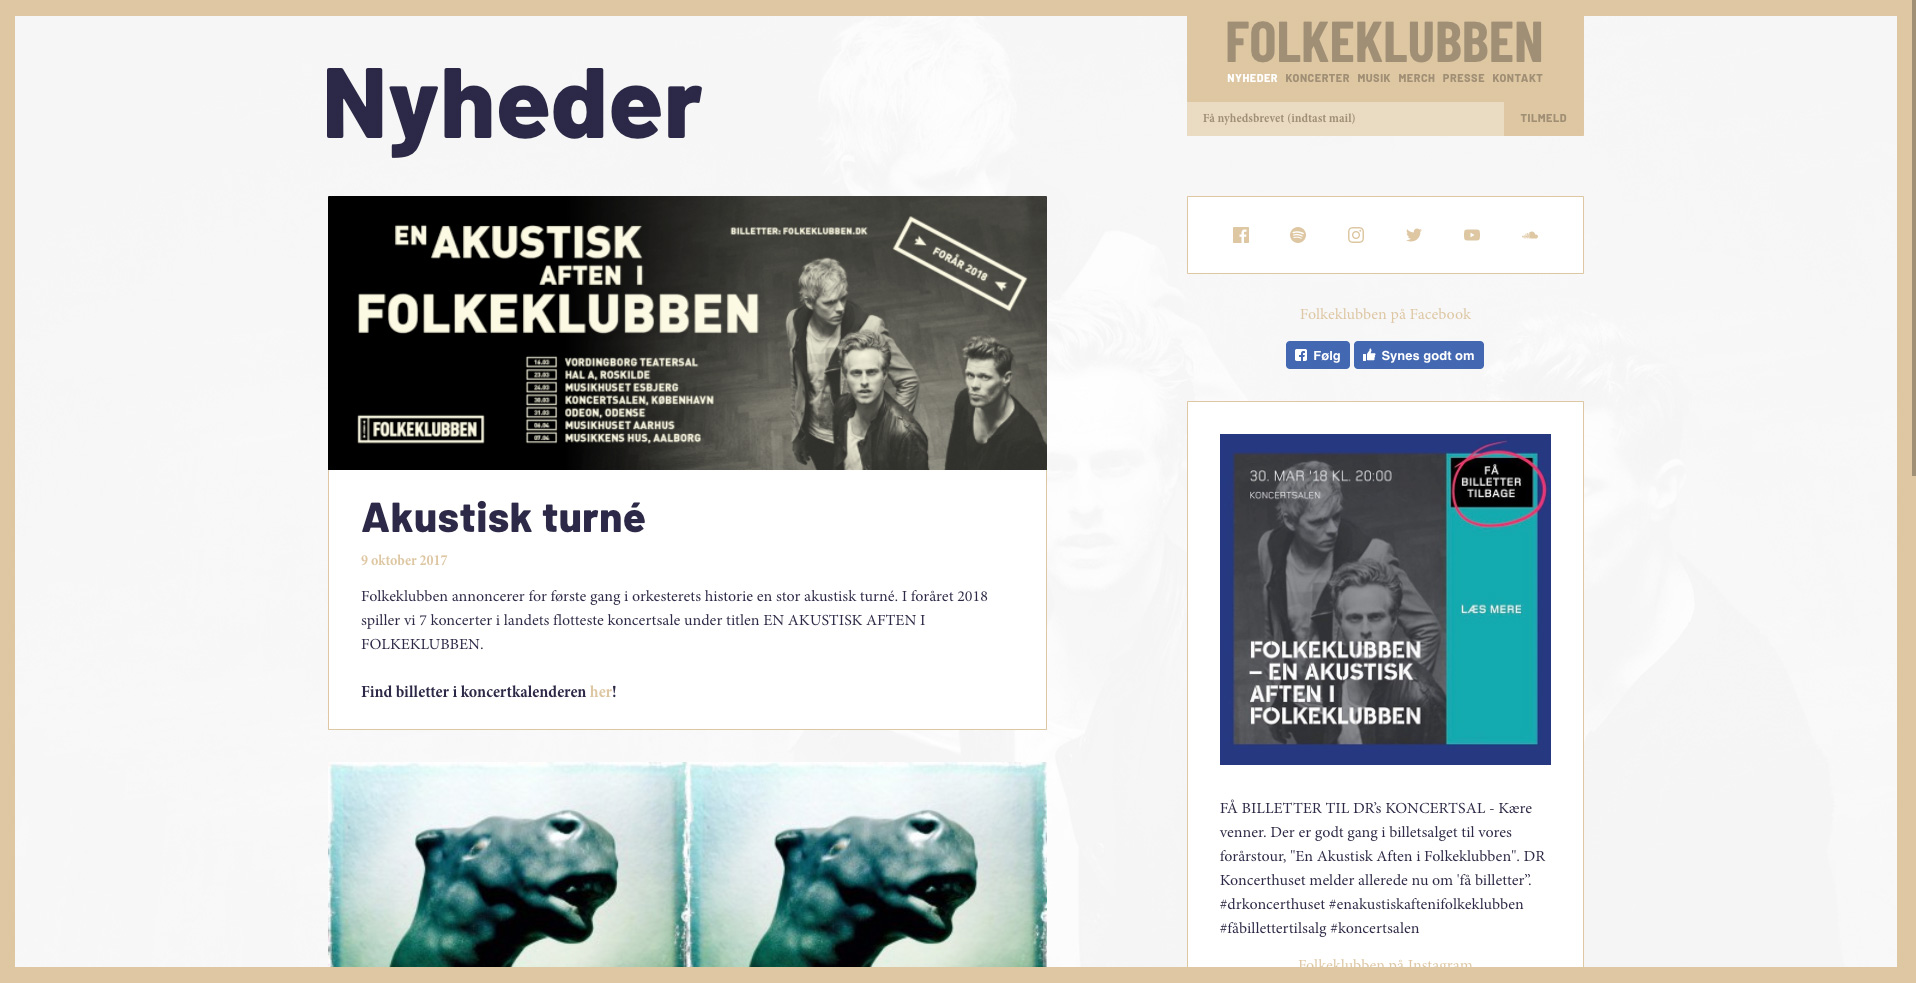 Nyheder
FOLKEKLUBBEN
NYHEDER KONCERTER MUSIK MERCH PRESSE KONTAKT
Få nyhedsbrevet (indtast mail)
TILMELD
EN AKUSTISK
AFTEN I
FOLKEKLUBBEN
BILLETTER: FOLKEKLUBBEN.DK
FORÅR 2018
16.03 VORDINGBORG TEATERSAL
23.03 HAL A, ROSKILDE
24.03 MUSIKHUSET ESBJERG
30.03 KONCERTSALEN, KØBENHAVN
31.03 ODEON, ODENSE
06.04 MUSIKHUSET AARHUS
07.04 MUSIKKENS HUS, AALBORG
FOLKEKLUBBEN
Akustisk turné
9 oktober 2017
Folkeklubben annoncerer for første gang i orkesterets historie en stor akustisk turné. I foråret 2018
spiller vi 7 koncerter i landets flotteste koncertsale under titlen EN AKUSTISK AFTEN I
FOLKEKLUBBEN.
Find billetter i koncertkalenderen her!
Folkeklubben på Facebook
Følg
Synes godt om
30. MAR '18 KL. 20:00
KONCERTSALEN
FÅ
BILLETTER
TILBAGE
LÆS MERE
FOLKEKLUBBEN
– EN AKUSTISK
AFTEN I
FOLKEKLUBBEN
FÅ BILLETTER TIL DR’s KONCERTSAL - Kære
venner. Der er godt gang i billetsalget til vores
forårstour, "En Akustisk Aften i Folkeklubben". DR
Koncerthuset melder allerede nu om 'få billetter”.
#drkoncerthuset #enakustiskaftenifolkeklubben
#fåbillettertilsalg #koncertsalen
Folkeklubben på Instagram